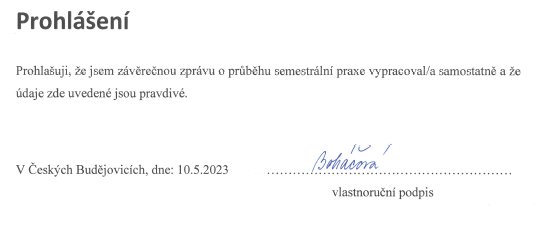 Prohlášení
Prohlašuji, že jsem závěrečnou zprávu o průběhu semestrální praxe vypracoval/a samostatně a že
údaje zde uvedené jsou pravdivé.
V Českých Budějovicích, dne: 10.5.2023 Boháčová
vlastnoruční podpis